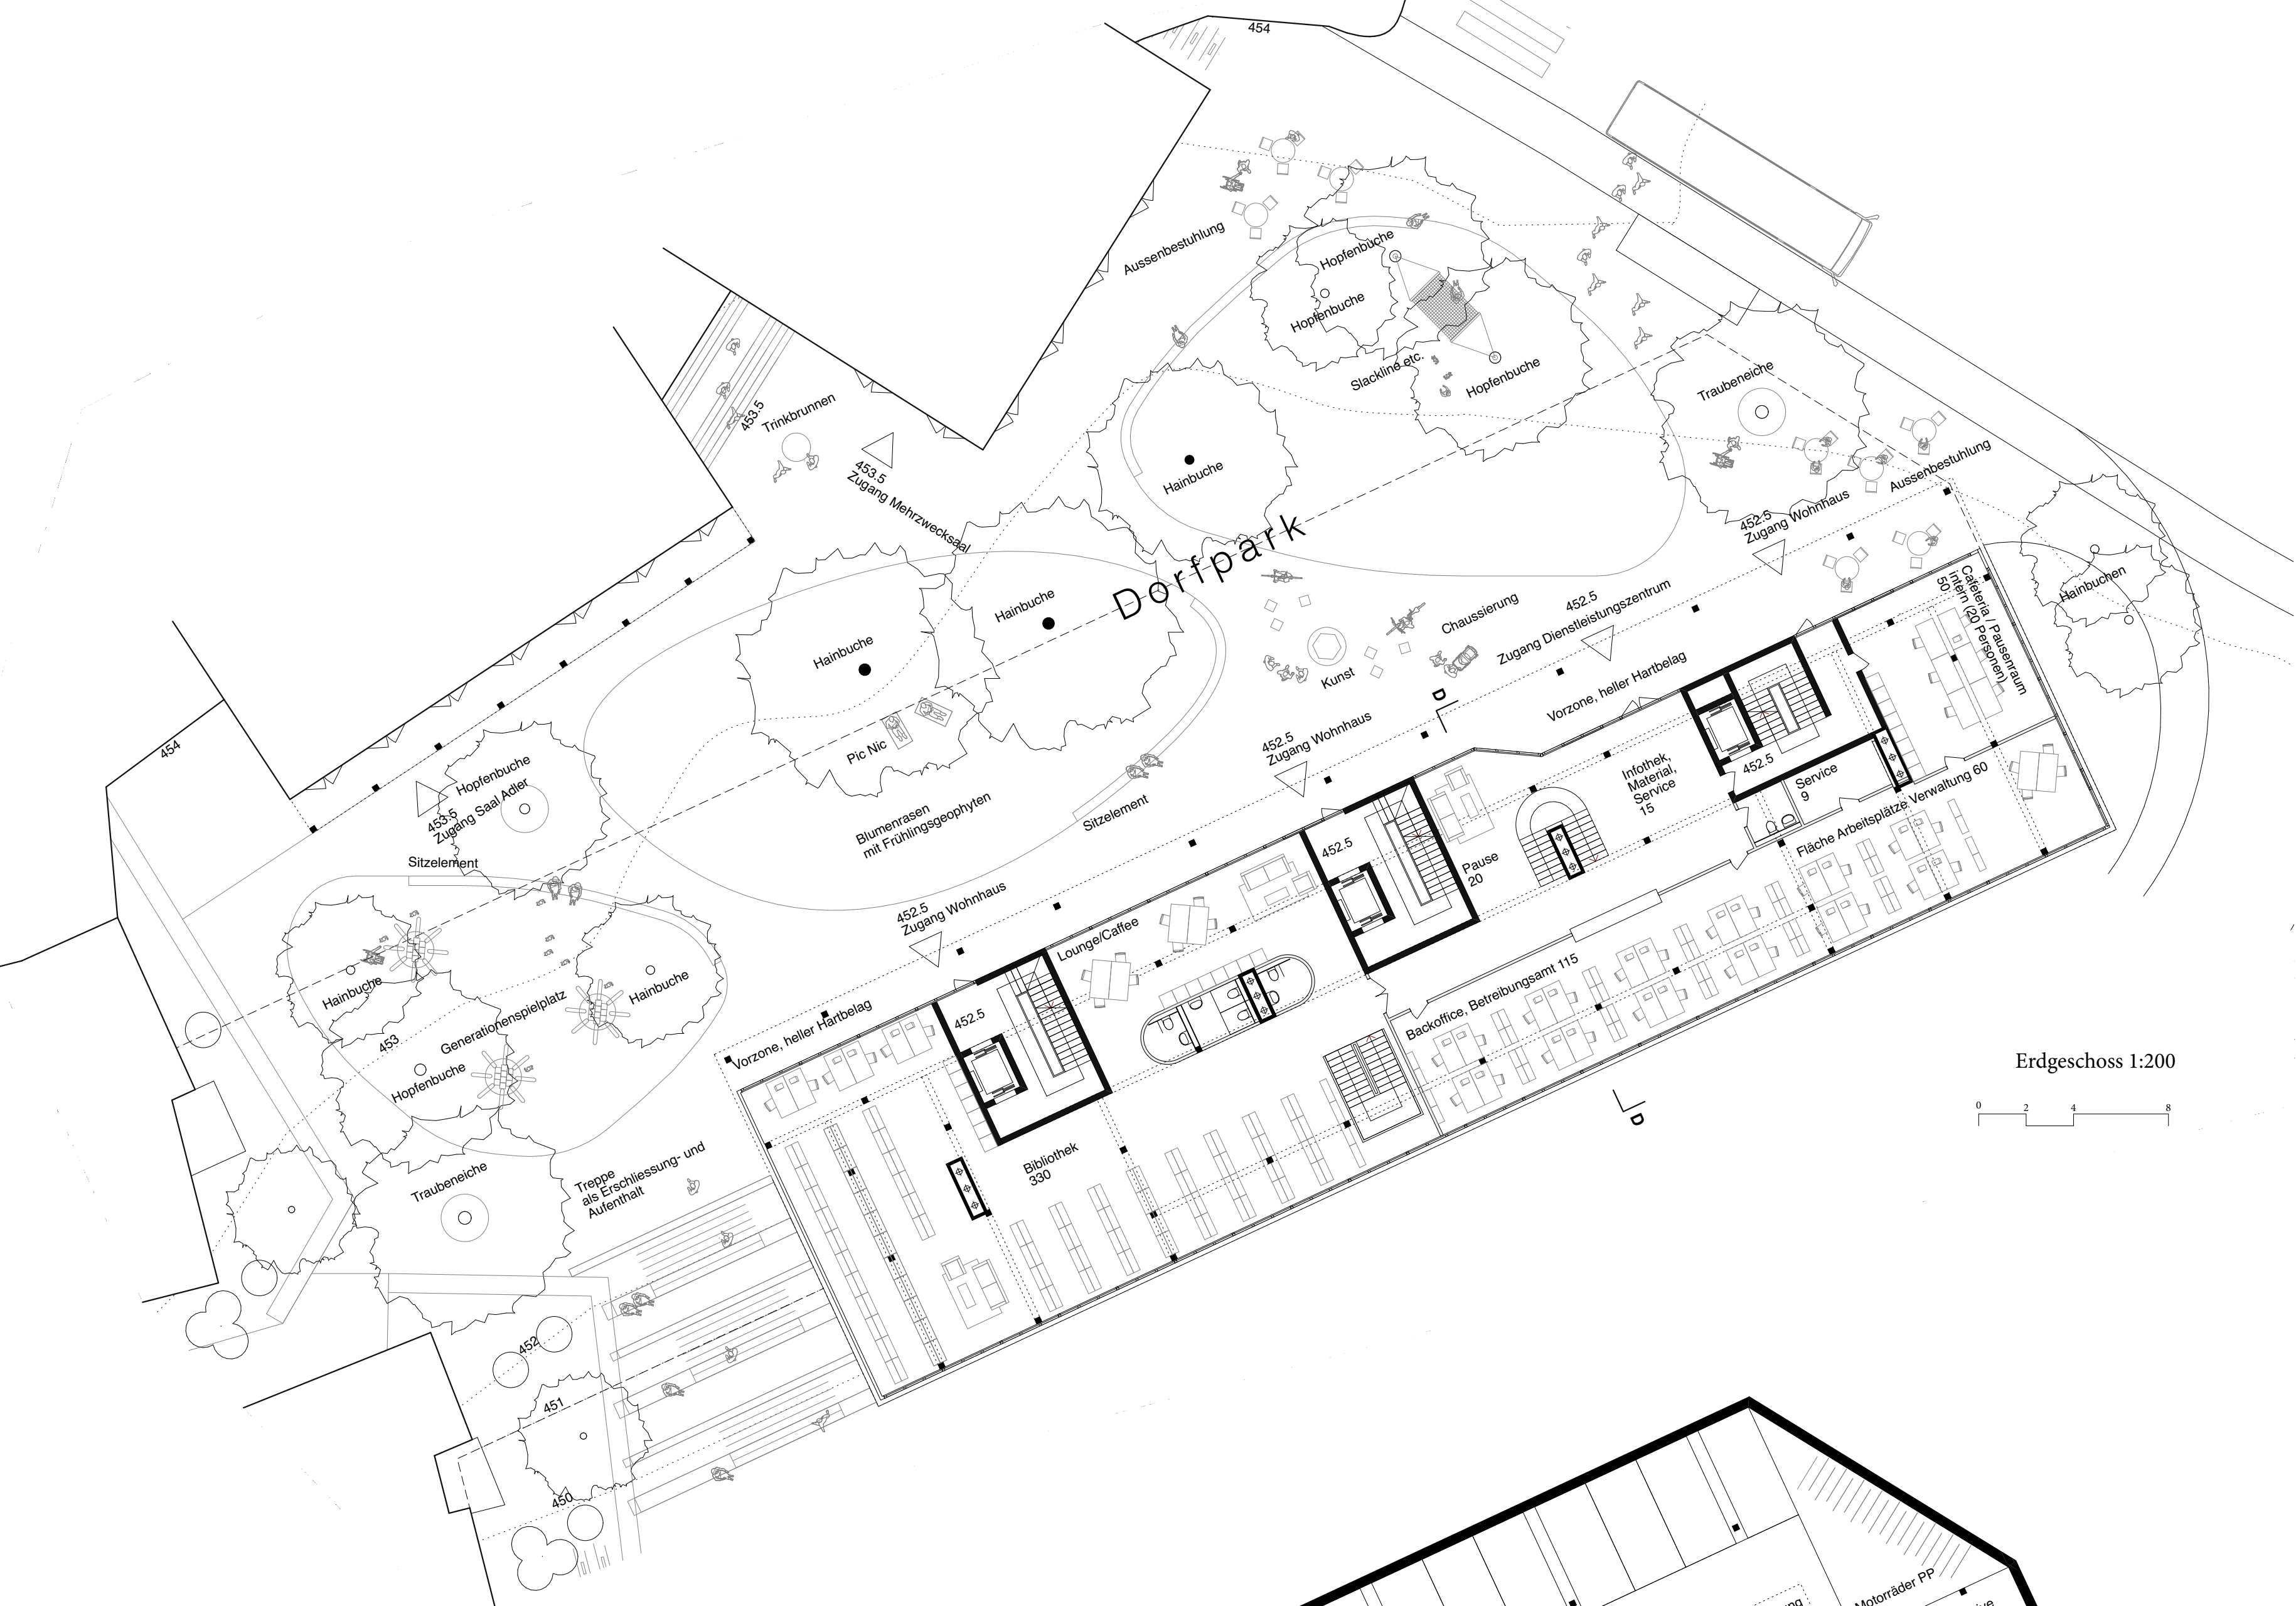 454
Aussenbestuhlung
Hopfenbuche
Hopfenbuche
Slackline etc.
Hopfenbuche
Traubeneiche
453.5
Trinkbrunnen
453.5
Zugang Mehrzwecksaal
Hainbuche
Aussenbestuhlung
452.5
Zugang Wohnhaus
Dorfpark
Hainbuche
Hainbuche
Hainbuchen
Chaussierung
452.5
Zugang Dienstleistungszentrum
Kunst
Cafeteria / Pausenraum
intern (20 Personen)
50
D
Vorzone, heller Hartbelag
454
Pic Nic
452.5
Zugang Wohnhaus
Hopfenbuche
453.5
Zugang Saal Adler
Blumenrasen
mit Frühlingsgeophyten
Sitzelement
Infothek,
Material,
Service
15
452.5
Service
9
Fläche Arbeitsplätze Verwaltung 60
Sitzelement
452.5
Pause
20
452.5
Zugang Wohnhaus
Lounge/Caffee
Hainbuche
Hainbuche
Generationenspielplatz
453
Hopfenbuche
Vorzone, heller Hartbelag
452.5
Backoffice, Betreibungsamt 115
Erdgeschoss 1:200
0 2 4 8
D
Bibliothek
330
Traubeneiche
Treppe
als Erschliessung- und
Aufenthalt
452
451
450
Motorräder PP